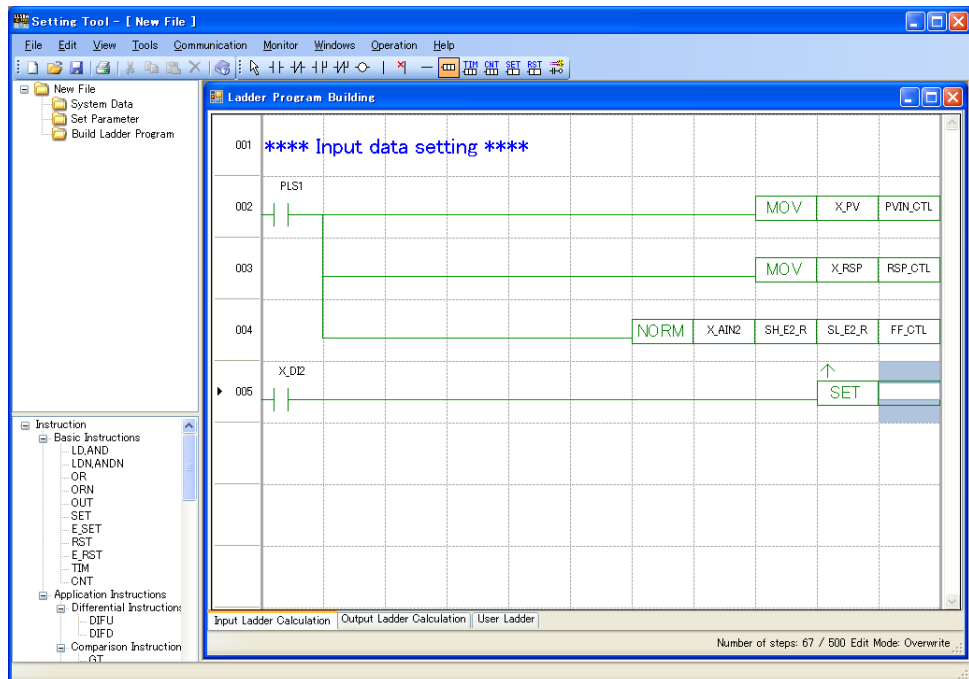 Setting Tool - [ New File ]
File Edit View Tools Communication Monitor Windows Operation Help
TIM CNT SET RST
New File
System Data
Set Parameter
Build Ladder Program
Ladder Program Building
001 **** Input data setting ****
PLS1
002 MOV X_PV PVIN_CTL
003 MOV X_RSP RSP_CTL
004 NORM X_AIN2 SH_E2_R SL_E2_R FF_CTL
X_DI2
005 SET
Instruction
Basic Instructions
LD,AND
LDN,ANDN
OR
ORN
OUT
SET
E_SET
RST
E_RST
TIM
CNT
Application Instructions
Differential Instructions
DIFU
DIFD
Comparison Instruction
GT
Input Ladder Calculation Output Ladder Calculation User Ladder
Number of steps: 67 / 500 Edit Mode: Overwrite